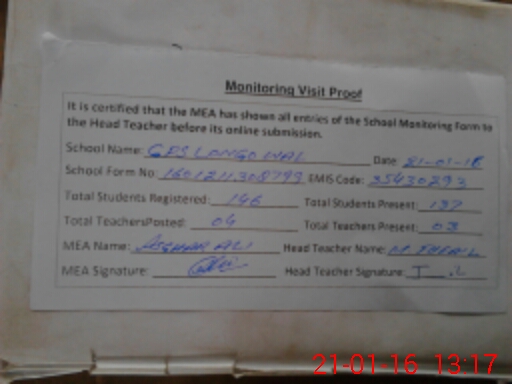 Monitoring Visit Proof
It is certified that the MEA has shown all entries of the School Monitoring Form to
the Head Teacher before its online submission.
School Name: GPS LONGOWAL Date 21-01-16
School Form No: EMIS Code: 35430293
Total Students Registered: 146 Total Students Present: 137
Total TeachersPosted: 04 Total Teachers Present: 03
MEA Name: ASGHAR ALI Head Teacher Name: M
MEA Signature: Head Teacher Signature:
21-01-16 13:17